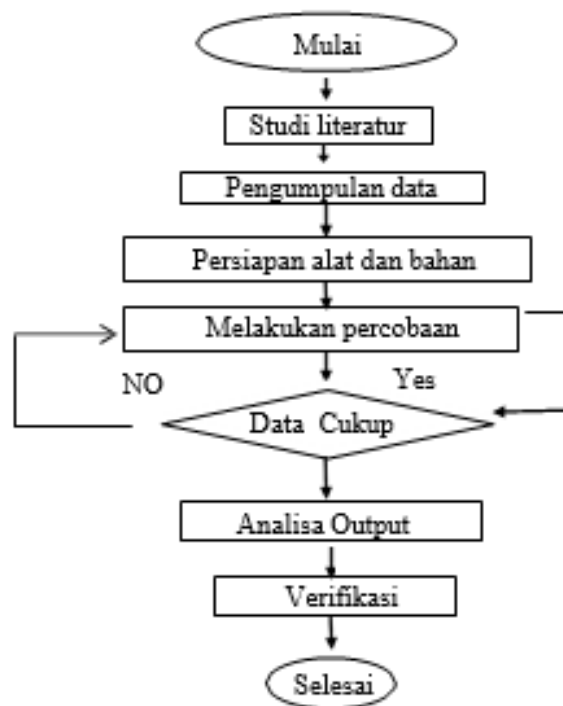 Mulai
Studi literatur
Pengumpulan data
Persiapan alat dan bahan
Melakukan percobaan
NO
Yes
Data Cukup
Analisa Output
Verifikasi
Selesai